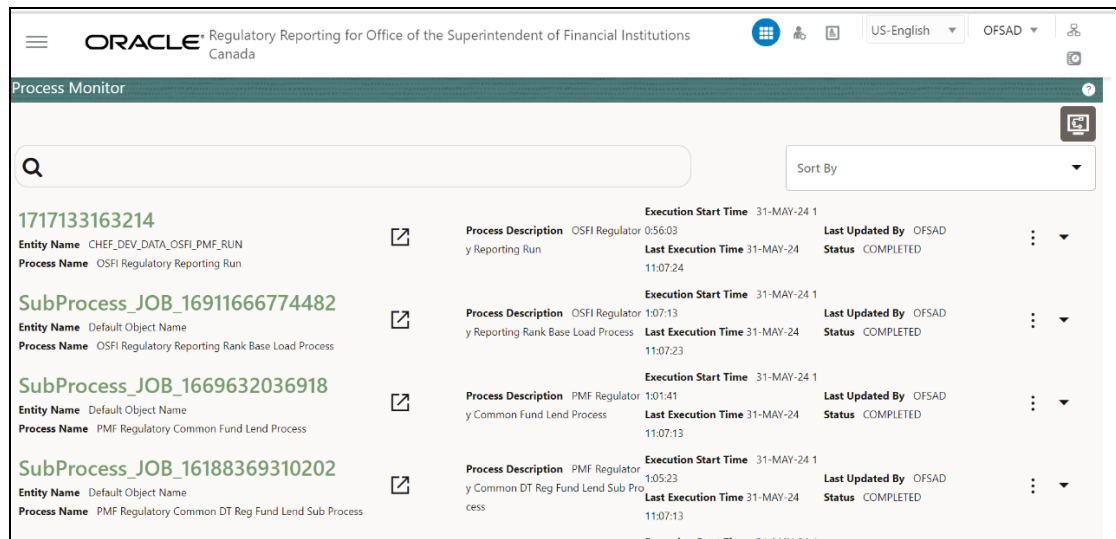 ORACLE® Regulatory Reporting for Office of the Superintendent of Financial Institutions
Canada
US-English
OFSAD
Process Monitor
?
Sort By
1717133163214
Entity Name CHEF_DEV_DATA_OSFI_PMF_RUN
Process Name OSFI Regulatory Reporting Run
Process Description OSFI Regulator
y Reporting Run
Execution Start Time 31-MAY-24 1
0:56:03
Last Execution Time 31-MAY-24
11:07:24
Last Updated By OFSAD
Status COMPLETED
SubProcess_JOB_16911666774482
Entity Name Default Object Name
Process Name OSFI Regulatory Reporting Rank Base Load Process
Process Description OSFI Regulator
y Reporting Rank Base Load Process
Execution Start Time 31-MAY-24 1
1:07:13
Last Execution Time 31-MAY-24
11:07:23
Last Updated By OFSAD
Status COMPLETED
SubProcess_JOB_1669632036918
Entity Name Default Object Name
Process Name PMF Regulatory Common Fund Lend Process
Process Description PMF Regulator
y Common Fund Lend Process
Execution Start Time 31-MAY-24 1
1:01:41
Last Execution Time 31-MAY-24
11:07:13
Last Updated By OFSAD
Status COMPLETED
SubProcess_JOB_16188369310202
Entity Name Default Object Name
Process Name PMF Regulatory Common DT Reg Fund Lend Sub Process
Process Description PMF Regulator
y Common DT Reg Fund Lend Sub Pro
cess
Execution Start Time 31-MAY-24 1
1:05:23
Last Execution Time 31-MAY-24
11:07:13
Last Updated By OFSAD
Status COMPLETED